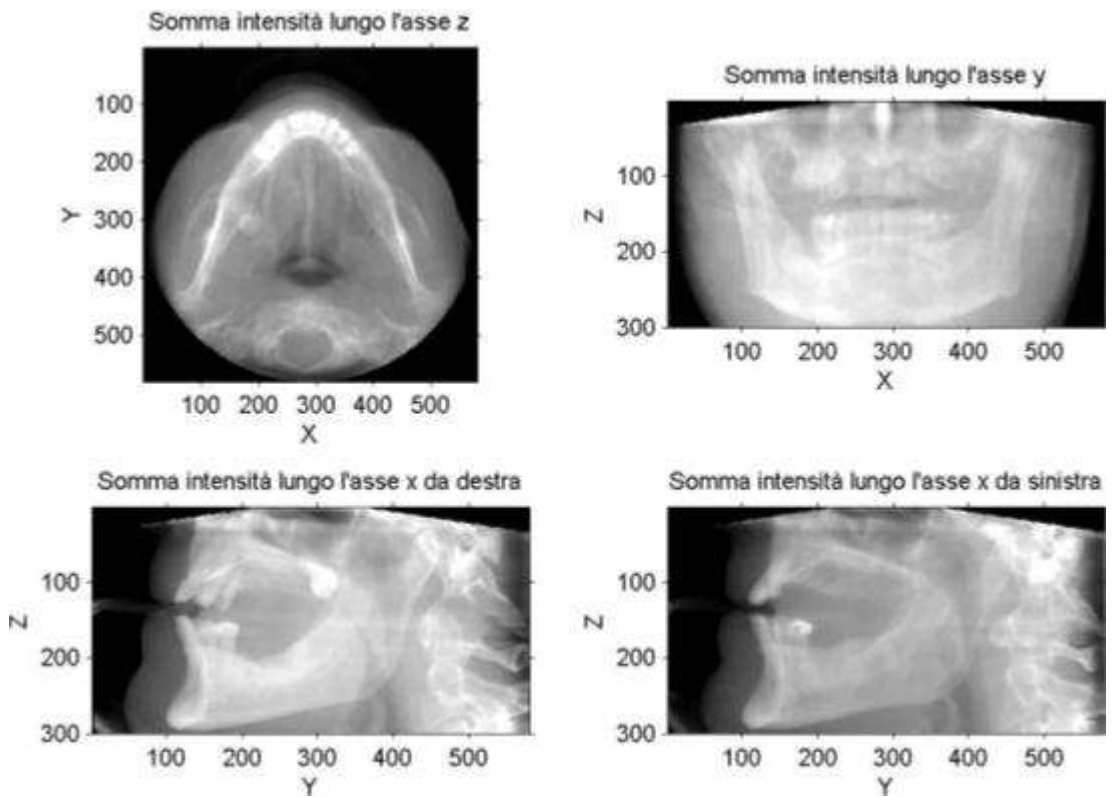 Somma intensità lungo l'asse z
100
200
300
400
500
Y
100 200 300 400 500
X
Somma intensità lungo l'asse y
100
200
300
Z
100 200 300 400 500
X
Somma intensità lungo l'asse x da destra
100
200
300
Z
100 200 300 400 500
Y
Somma intensità lungo l'asse x da sinistra
100
200
300
Z
100 200 300 400 500
Y